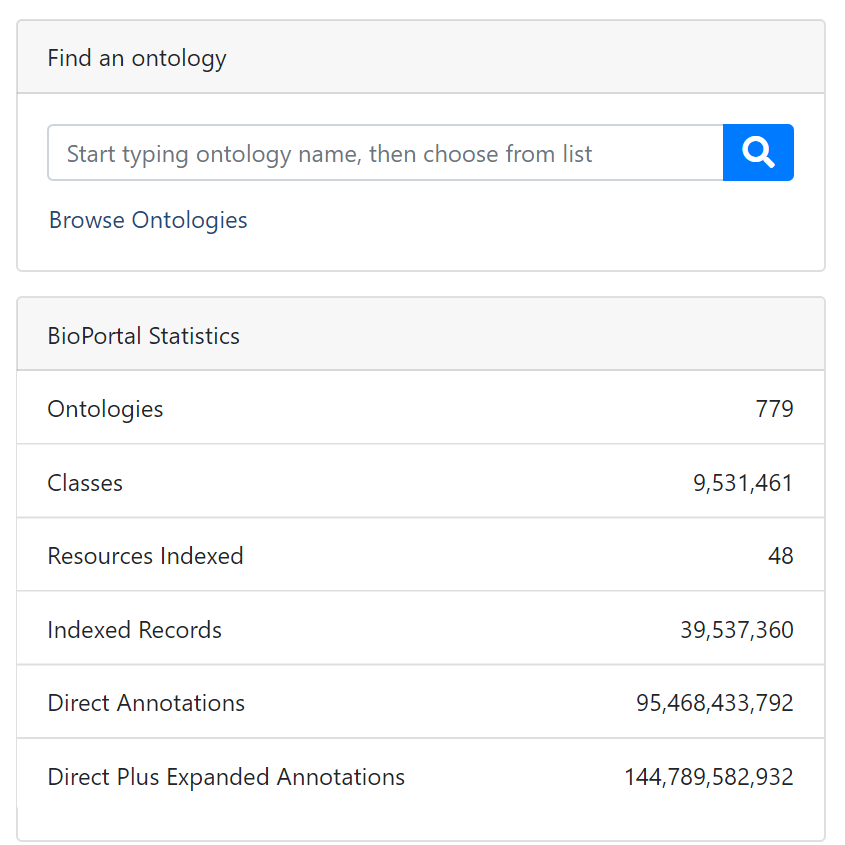 Find an ontology
Start typing ontology name, then choose from list
Browse Ontologies
BioPortal Statistics
Ontologies 779
Classes 9,531,461
Resources Indexed 48
Indexed Records 39,537,360
Direct Annotations 95,468,433,792
Direct Plus Expanded Annotations 144,789,582,932